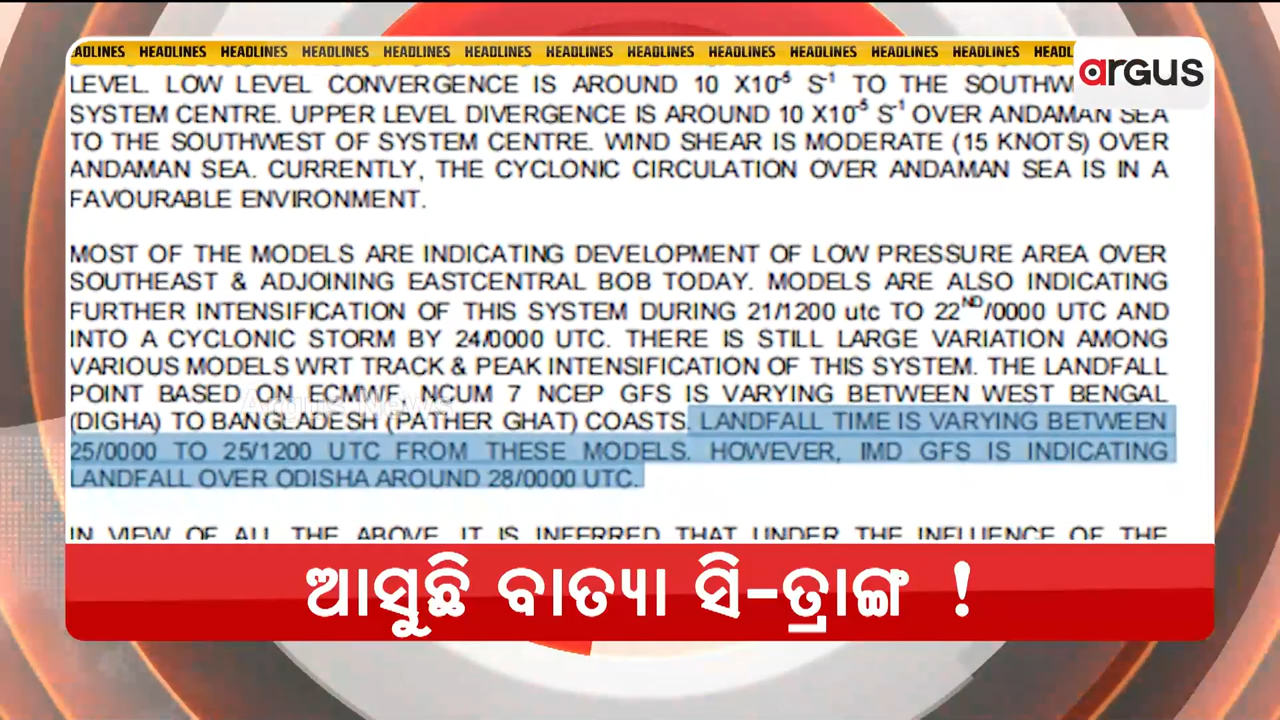 EADLINES HEADLINES HEADLINES HEADLINES HEADLINES HEADLINES HEADLINES HEADLINES HEADLINES HEADLINES HEADLINES HEADLINES HEADL
argus
LEVEL. LOW LEVEL CONVERGENCE IS AROUND 10 X10⁻⁵ S⁻¹ TO THE SOUTHW
SYSTEM CENTRE. UPPER LEVEL DIVERGENCE IS AROUND 10 X10⁻⁵ S⁻¹ OVER ANDAMAN SEA
TO THE SOUTHWEST OF SYSTEM CENTRE. WIND SHEAR IS MODERATE (15 KNOTS) OVER
ANDAMAN SEA. CURRENTLY, THE CYCLONIC CIRCULATION OVER ANDAMAN SEA IS IN A
FAVOURABLE ENVIRONMENT.
MOST OF THE MODELS ARE INDICATING DEVELOPMENT OF LOW PRESSURE AREA OVER
SOUTHEAST & ADJOINING EASTCENTRAL BOB TODAY. MODELS ARE ALSO INDICATING
FURTHER INTENSIFICATION OF THIS SYSTEM DURING 21/1200 utc TO 22ᴺᴰ/0000 UTC AND
INTO A CYCLONIC STORM BY 24/0000 UTC. THERE IS STILL LARGE VARIATION AMONG
VARIOUS MODELS WRT TRACK & PEAK INTENSIFICATION OF THIS SYSTEM. THE LANDFALL
POINT BASED ON ECMWF, NCUM 7 NCEP GFS IS VARYING BETWEEN WEST BENGAL
Argus News
(DIGHA) TO BANGLADESH (PATHER GHAT) COASTS. LANDFALL TIME IS VARYING BETWEEN
25/0000 TO 25/1200 UTC FROM THESE MODELS. HOWEVER, IMD GFS IS INDICATING
LANDFALL OVER ODISHA AROUND 28/0000 UTC.
IN VIEW OF ALL THE ABOVE, IT IS INFERRED THAT UNDER THE INFLUENCE OF THE
ଆସୁଛି ବାତ୍ୟା ସି-ତ୍ରାଙ୍ଗ !